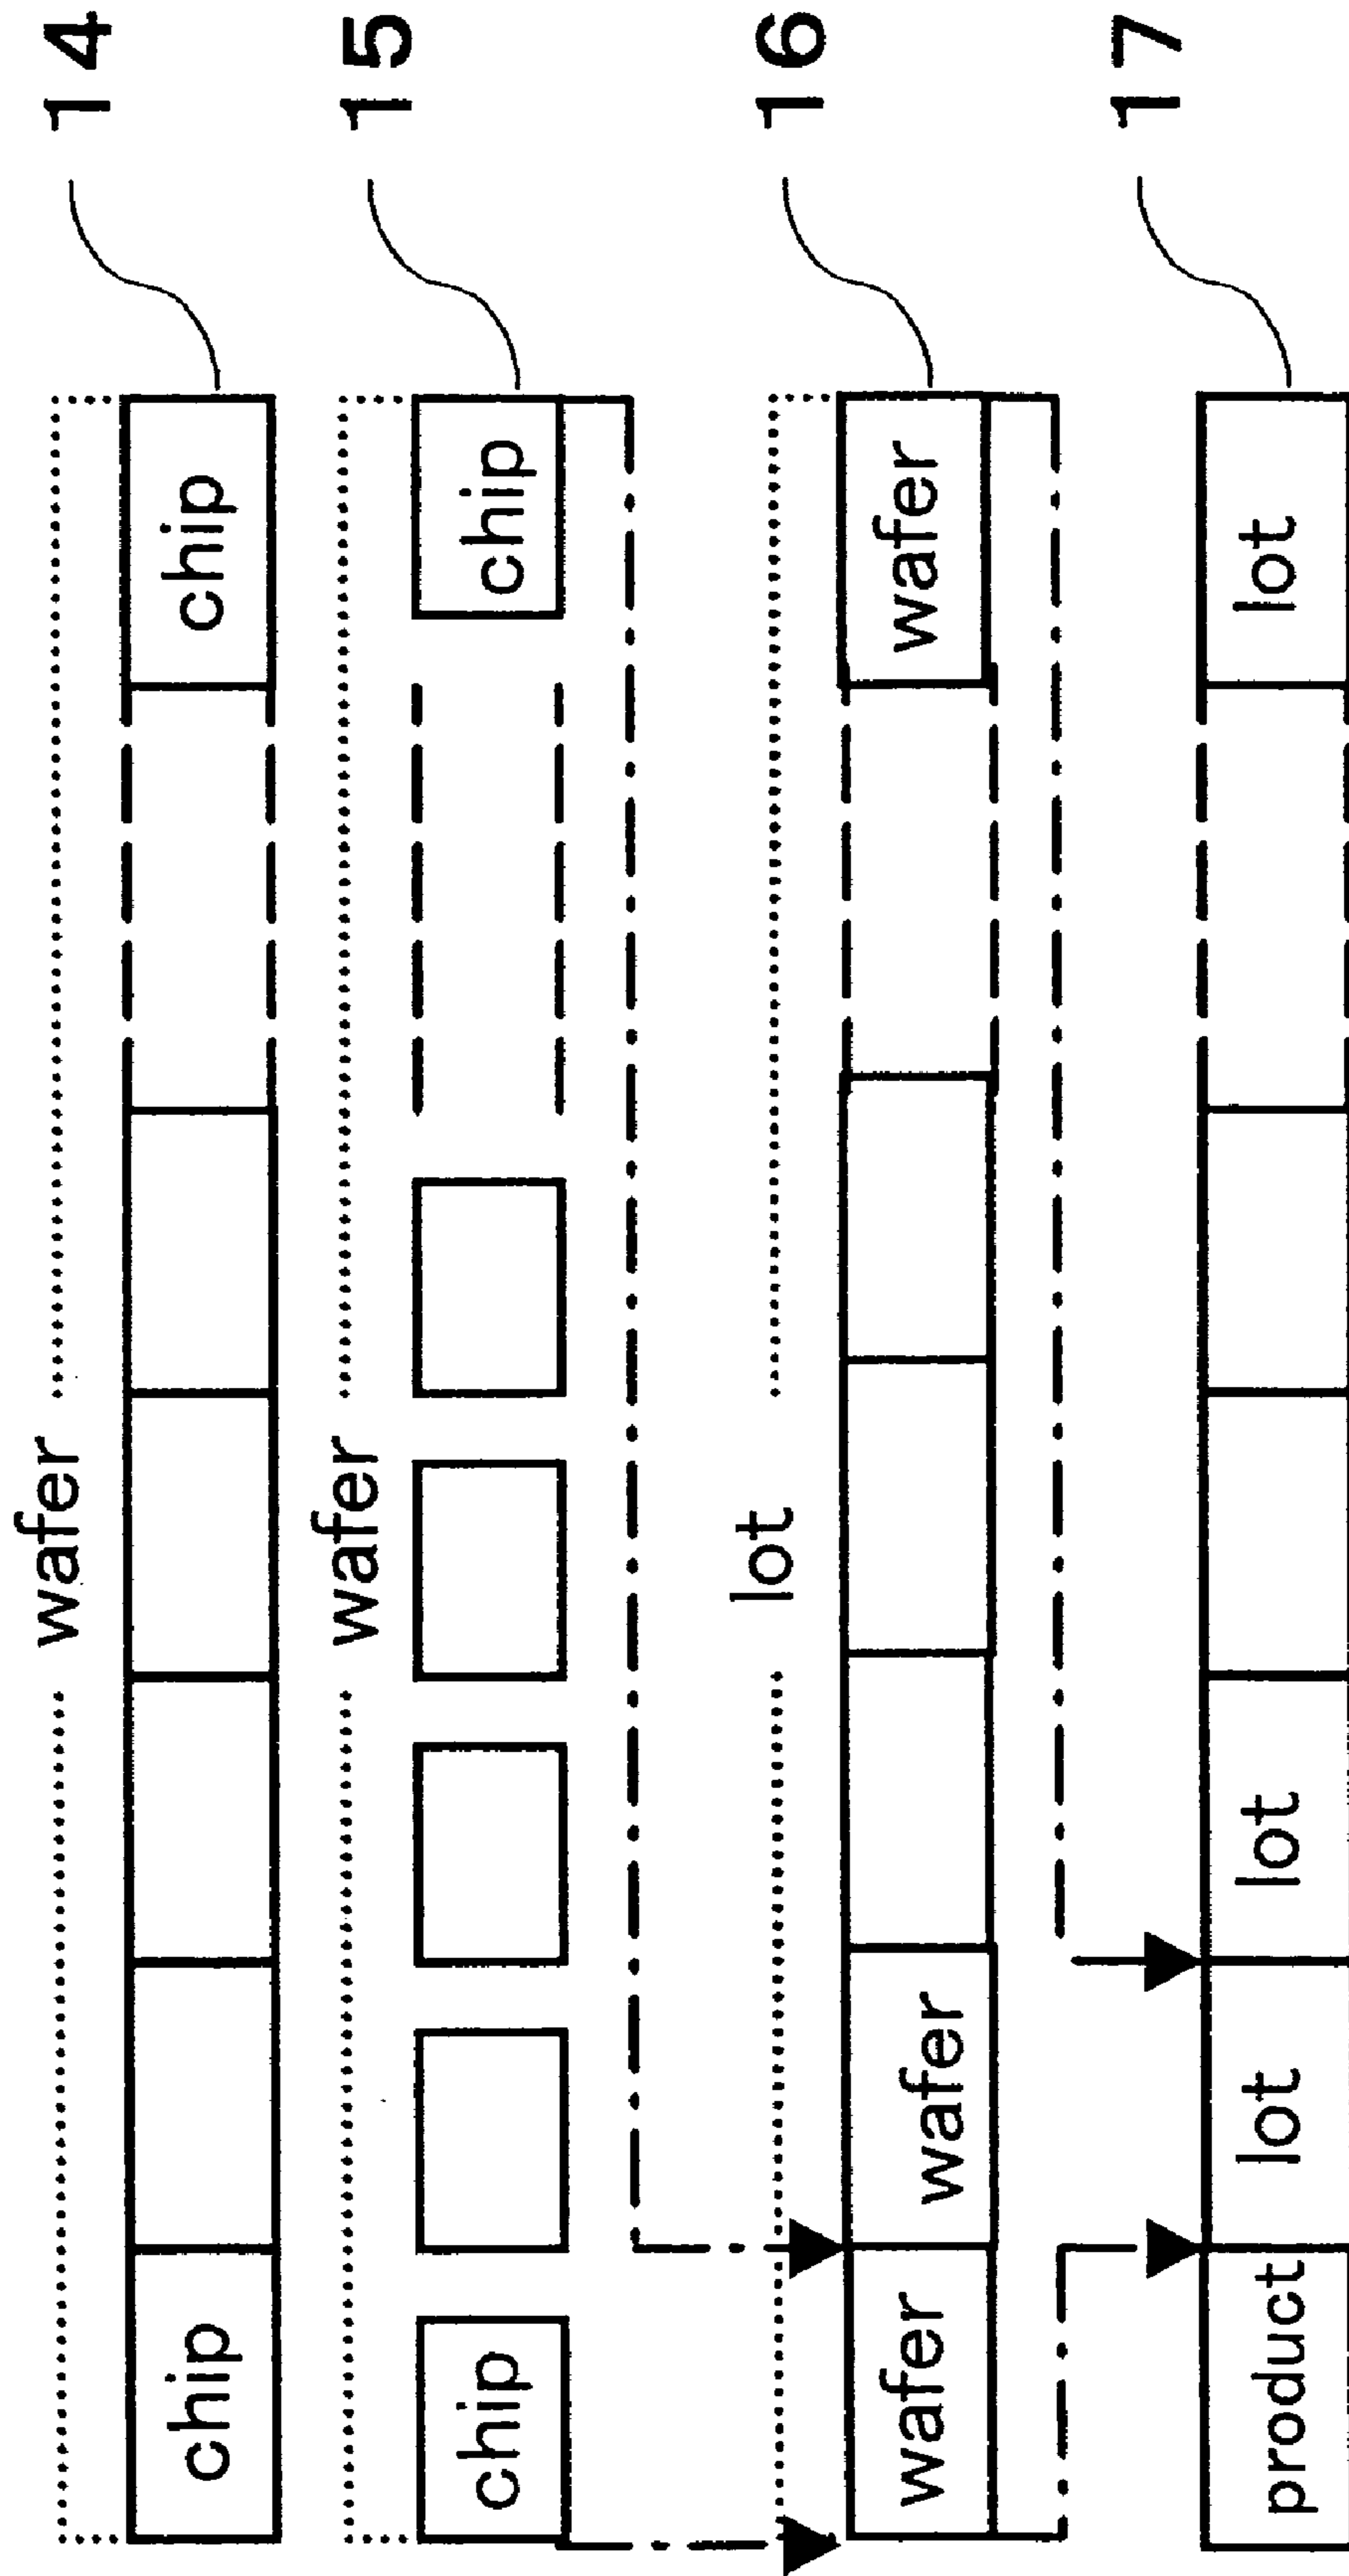 wafer
chip chip 14
wafer
chip chip 15
lot
wafer wafer wafer 16
product lot lot lot 17